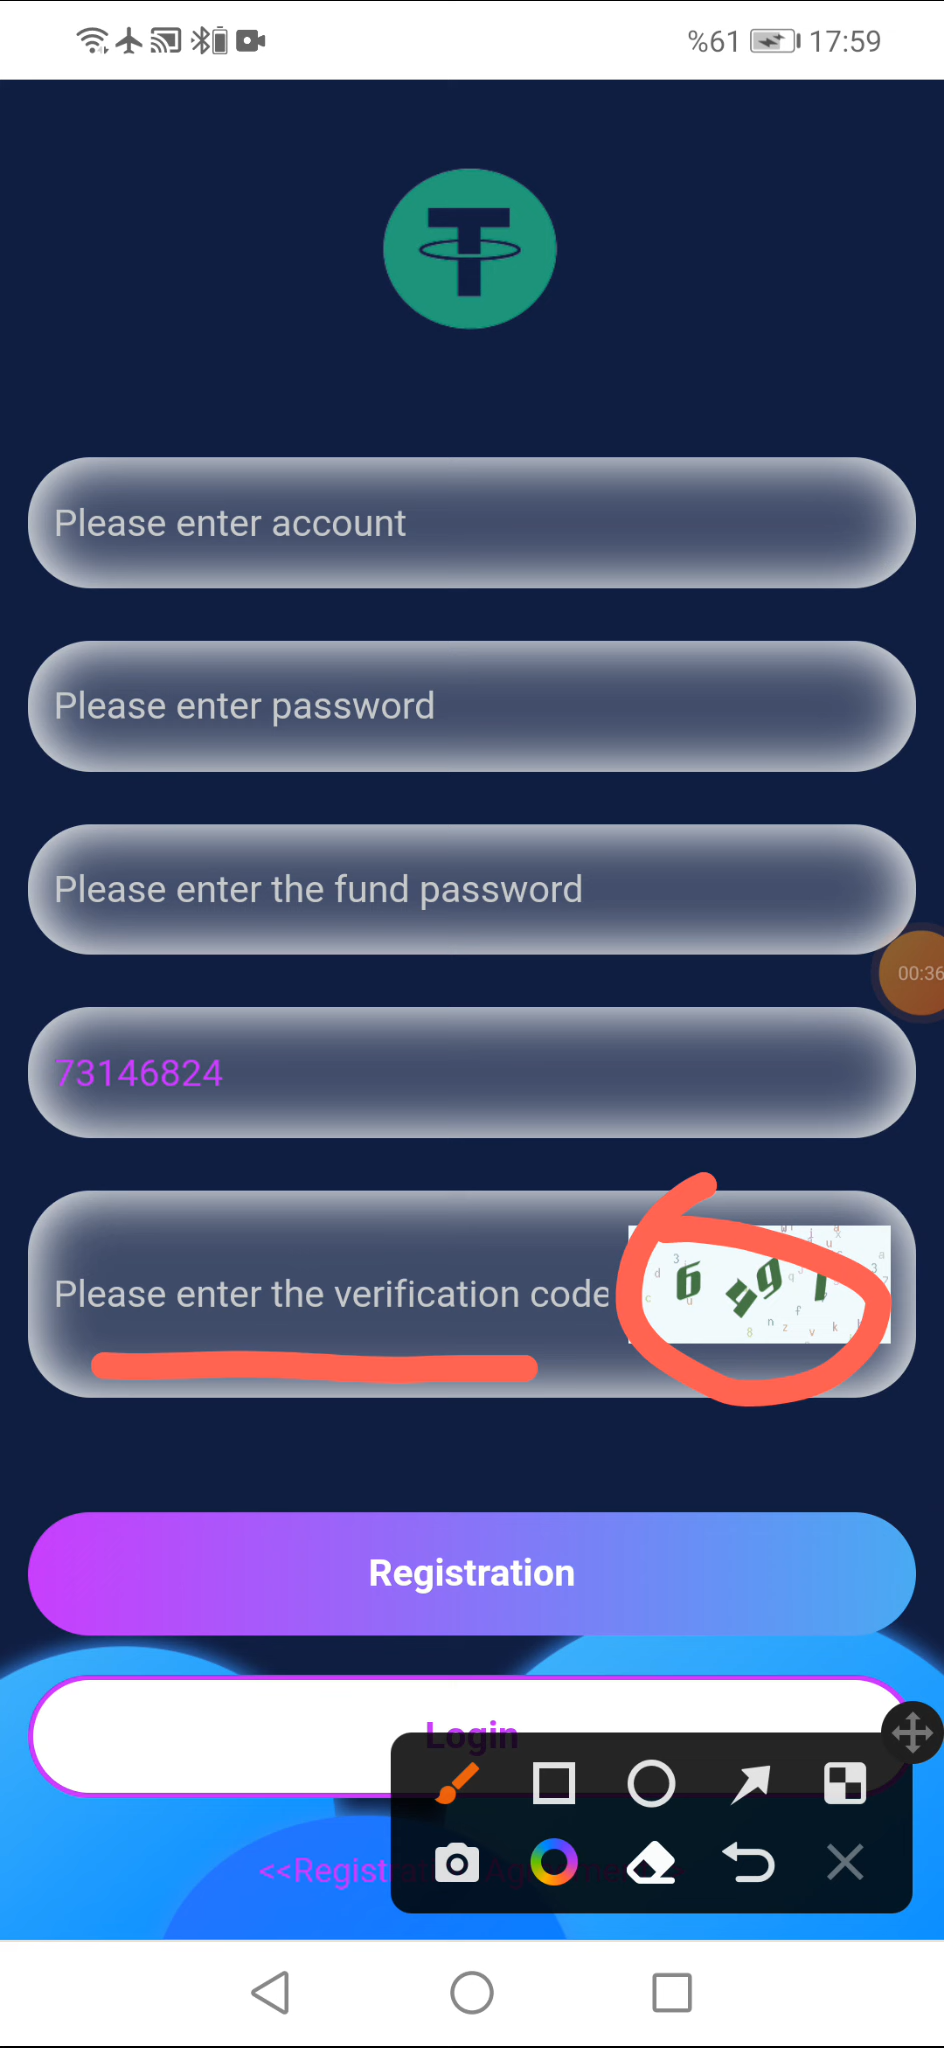 %61 17:59
Please enter account
Please enter password
Please enter the fund password
00:36
73146824
Please enter the verification code
Registration
Login
<<Regist